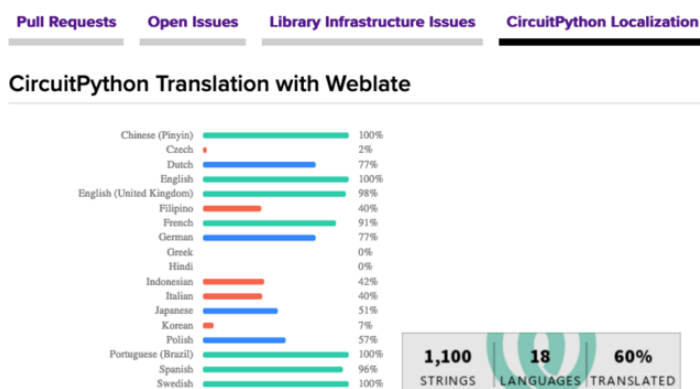 Pull Requests Open Issues Library Infrastructure Issues CircuitPython Localization
CircuitPython Translation with Weblate
Chinese (Pinyin) 100%
Czech 2%
Dutch 77%
English 100%
English (United Kingdom) 98%
Filipino 40%
French 91%
German 77%
Greek 0%
Hindi 0%
Indonesian 42%
Italian 40%
Japanese 51%
Korean 7%
Polish 57%
Portuguese (Brazil) 100%
Spanish 96%
Swedish 100%
1,100 18 60%
STRINGS LANGUAGES TRANSLATED